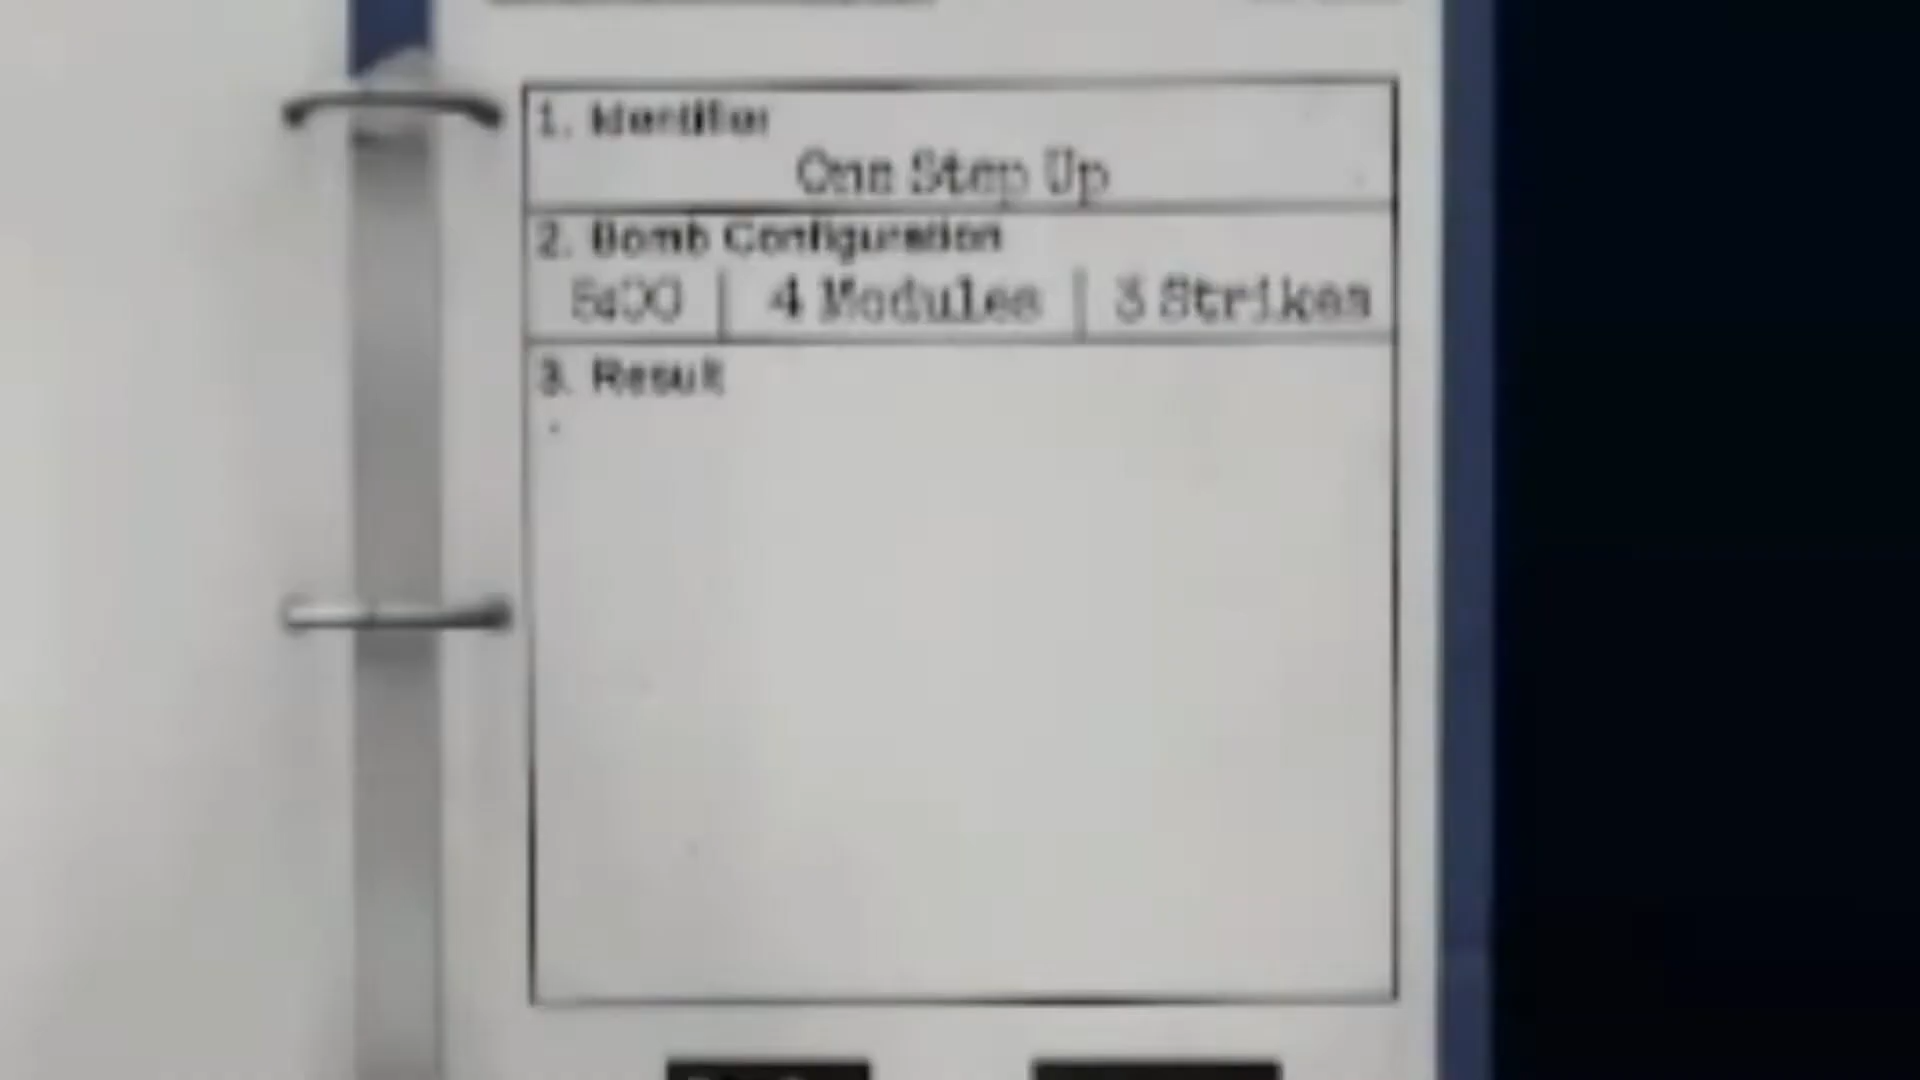 1. Identifier
One Step Up
2. Bomb Configuration
5:00 4 Modules 3 Strikes
3. Result